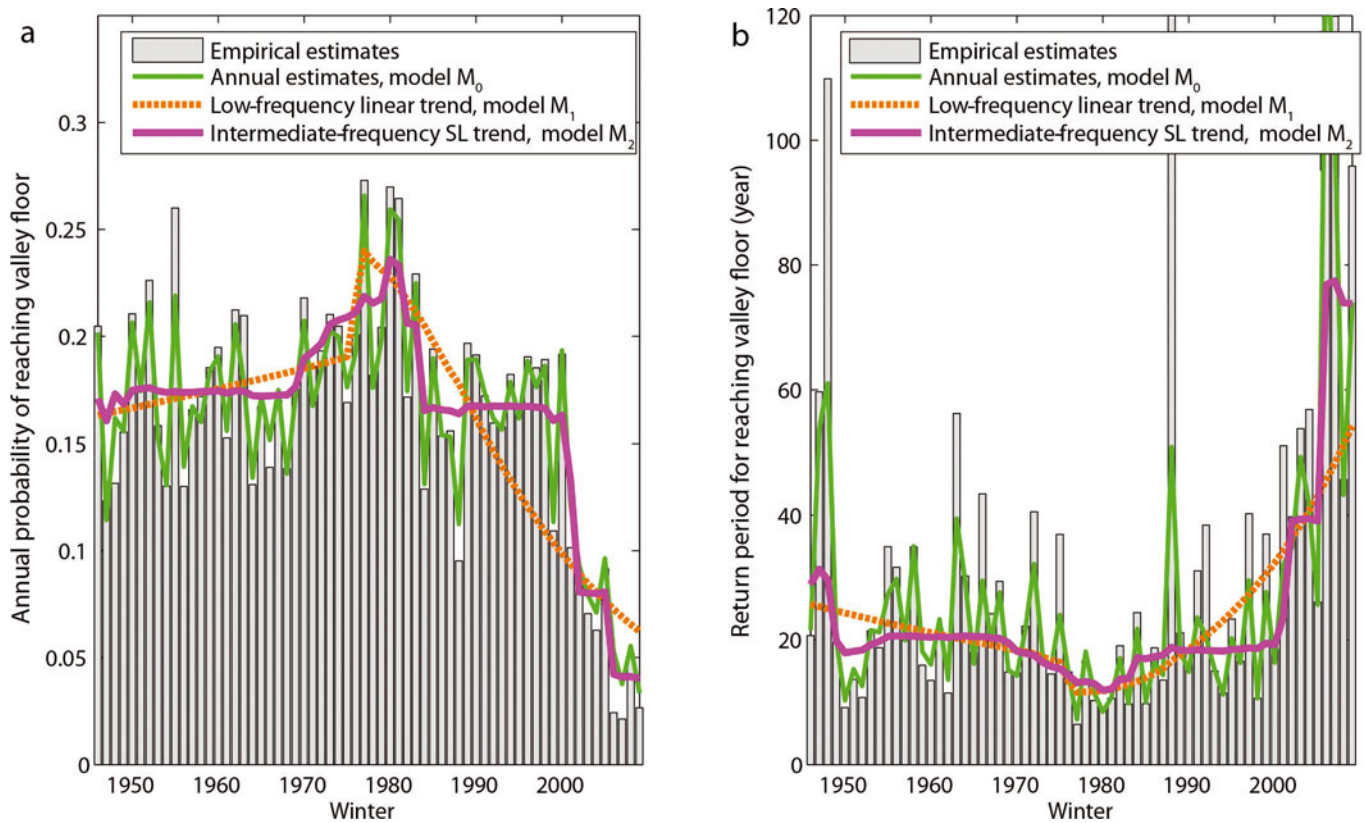 a
Empirical estimates
Annual estimates, model M₀
Low-frequency linear trend, model M₁
Intermediate-frequency SL trend, model M₂
Annual probability of reaching valley floor
0.3
0.25
0.2
0.15
0.1
0.05
0
1950 1960 1970 1980 1990 2000
Winter
b
Empirical estimates
Annual estimates, model M₀
Low-frequency linear trend, model M₁
Intermediate-frequency SL trend, model M₂
Return period for reaching valley floor (year)
120
100
80
60
40
20
0
1950 1960 1970 1980 1990 2000
Winter